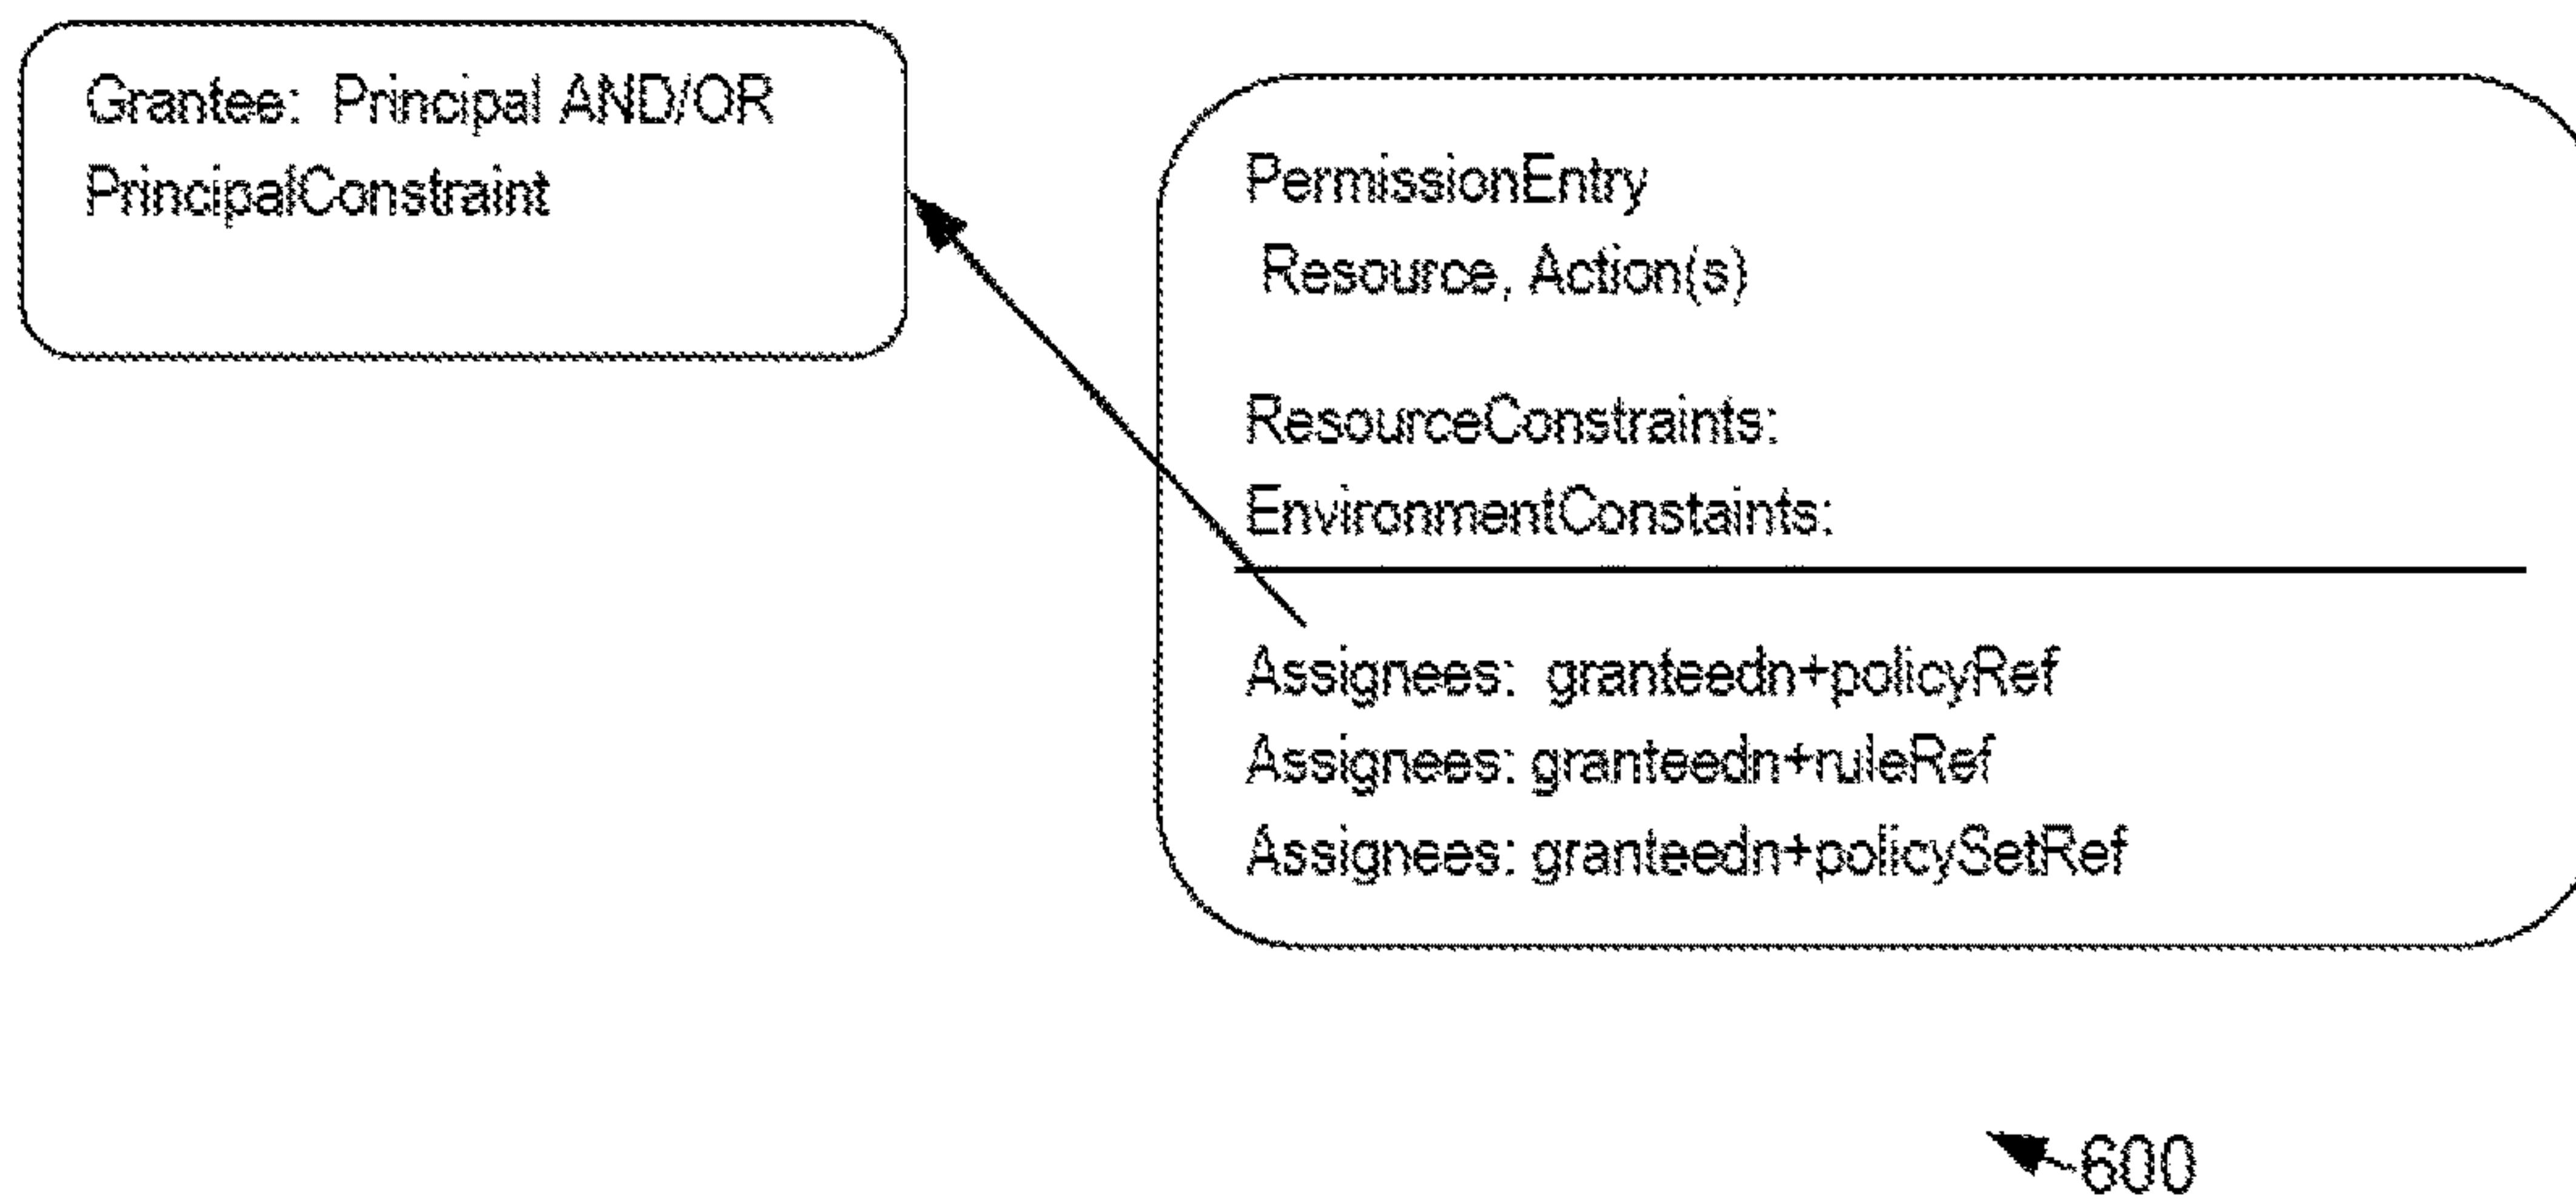 Grantee: Principal AND/OR
PrincipalConstraint
PermissionEntry
Resource, Action(s)
ResourceConstraints:
EnvironmentConstaints:
Assignees: granteedn+policyRef
Assignees: granteedn+ruleRef
Assignees: granteedn+policySetRef
600